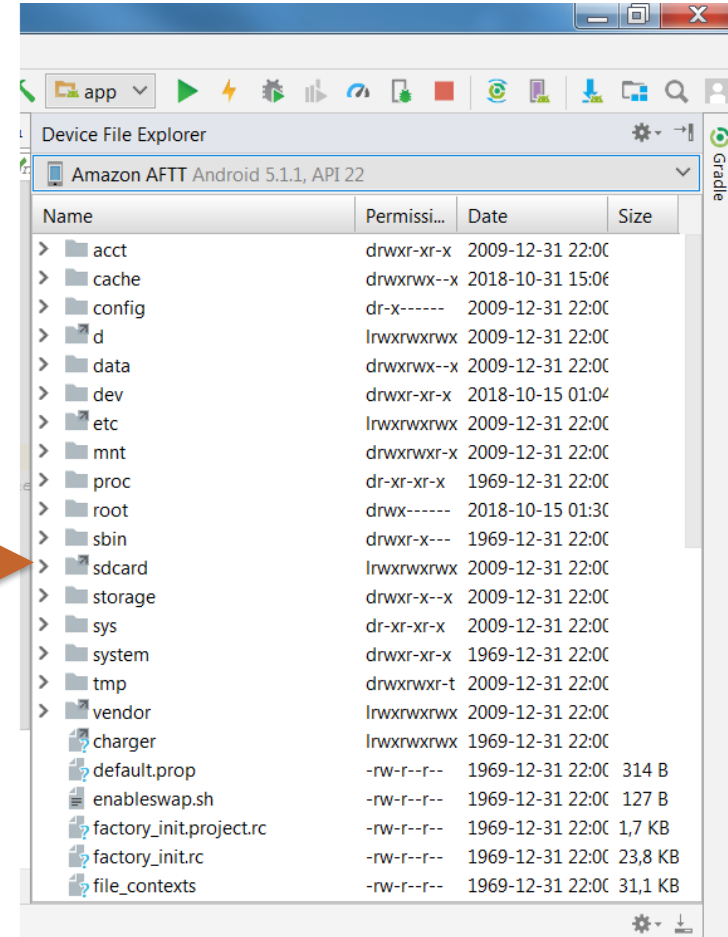 app
Device File Explorer
Amazon AFTT Android 5.1.1, API 22
Gradle
Name Permissi... Date Size
acct drwxr-xr-x 2009-12-31 22:00
cache drwxrwx--x 2018-10-31 15:06
config dr-x------ 2009-12-31 22:00
d lrwxrwxrwx 2009-12-31 22:00
data drwxrwx--x 2009-12-31 22:00
dev drwxr-xr-x 2018-10-15 01:04
etc lrwxrwxrwx 2009-12-31 22:00
mnt drwxrwxr-x 2009-12-31 22:00
proc dr-xr-xr-x 1969-12-31 22:00
root drwx------ 2018-10-15 01:30
sbin drwxr-x--- 1969-12-31 22:00
sdcard lrwxrwxrwx 2009-12-31 22:00
storage drwxr-x--x 2009-12-31 22:00
sys dr-xr-xr-x 2009-12-31 22:00
system drwxr-xr-x 1969-12-31 22:00
tmp drwxrwxr-t 2009-12-31 22:00
vendor lrwxrwxrwx 2009-12-31 22:00
charger lrwxrwxrwx 1969-12-31 22:00
default.prop -rw-r--r-- 1969-12-31 22:00 314 B
enableswap.sh -rw-r--r-- 1969-12-31 22:00 127 B
factory_init.project.rc -rw-r--r-- 1969-12-31 22:00 1,7 KB
factory_init.rc -rw-r--r-- 1969-12-31 22:00 23,8 KB
file_contexts -rw-r--r-- 1969-12-31 22:00 31,1 KB